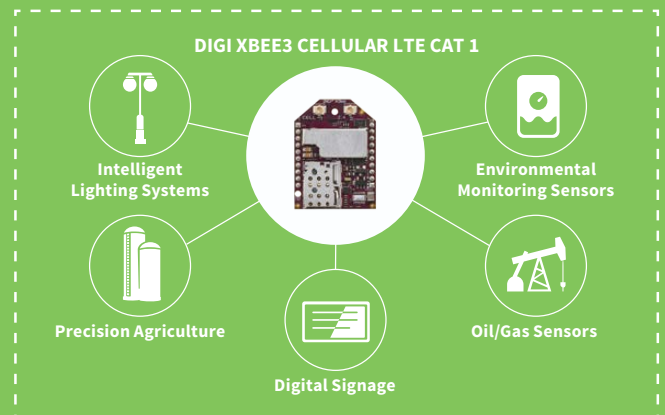 DIGI XBEE3 CELLULAR LTE CAT 1
Intelligent
Lighting Systems
Environmental
Monitoring Sensors
Precision Agriculture
Oil/Gas Sensors
Digital Signage